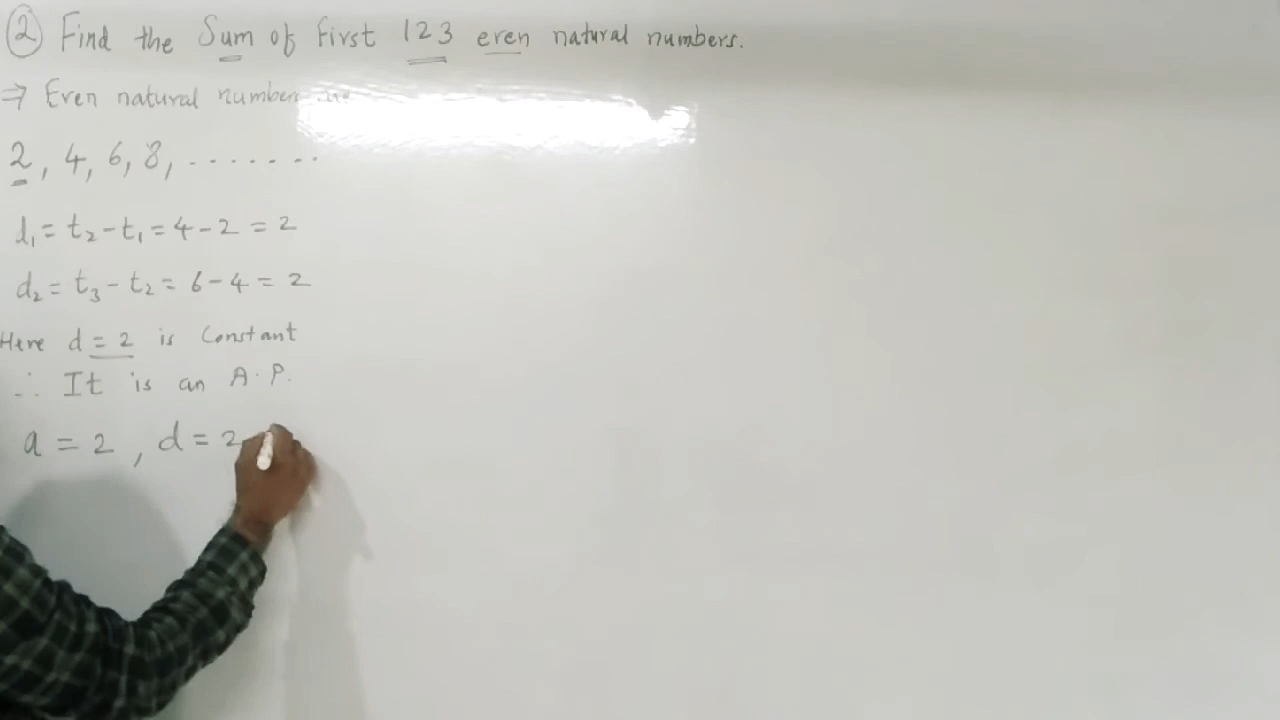 ② Find the Sum of first 123 even natural numbers.
⇒ Even natural number
2, 4, 6, 8, .......
d₁ = t₂ - t₁ = 4 - 2 = 2
d₂ = t₃ - t₂ = 6 - 4 = 2
Here d = 2 is Constant
∴ It is an A.P.
a = 2, d = 2